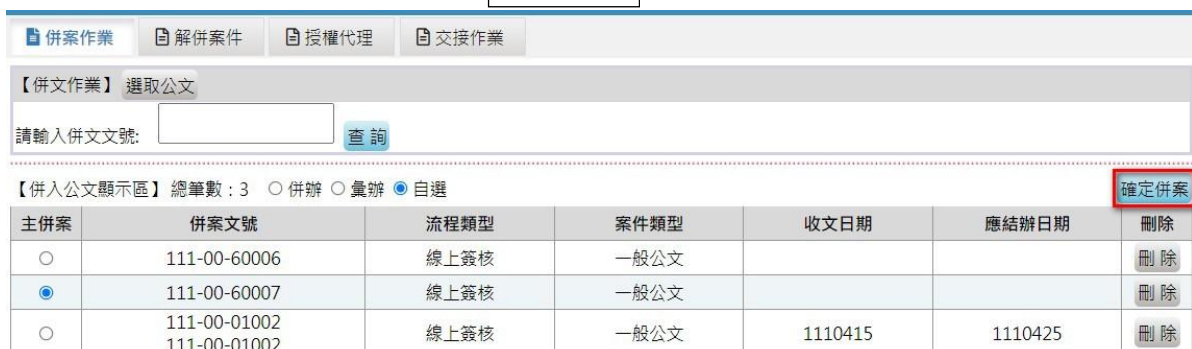 併案作業 解併案件 授權代理 交接作業
【併文作業】 選取公文
請輸入併文文號: 查詢
【併入公文顯示區】 總筆數：3 併辦 彙辦 自選 確定併案
主併案 併案文號 流程類型 案件類型 收文日期 應結辦日期 刪除
111-00-60006 線上簽核 一般公文 刪除
111-00-60007 線上簽核 一般公文 刪除
111-00-01002 線上簽核 一般公文 1110415 1110425 刪除
111-00-01002